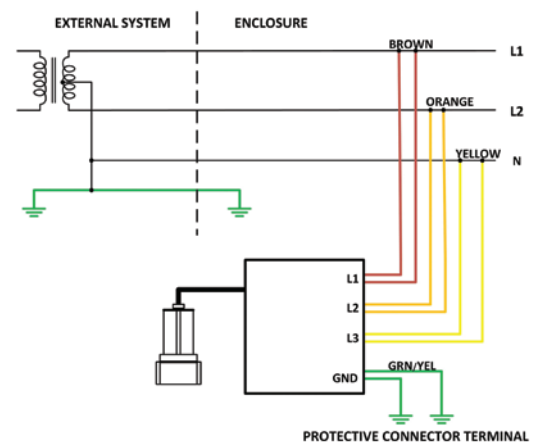 EXTERNAL SYSTEM
ENCLOSURE
BROWN
L1
ORANGE
L2
YELLOW
N
L1
L2
L3
GRN/YEL
GND
PROTECTIVE CONNECTOR TERMINAL